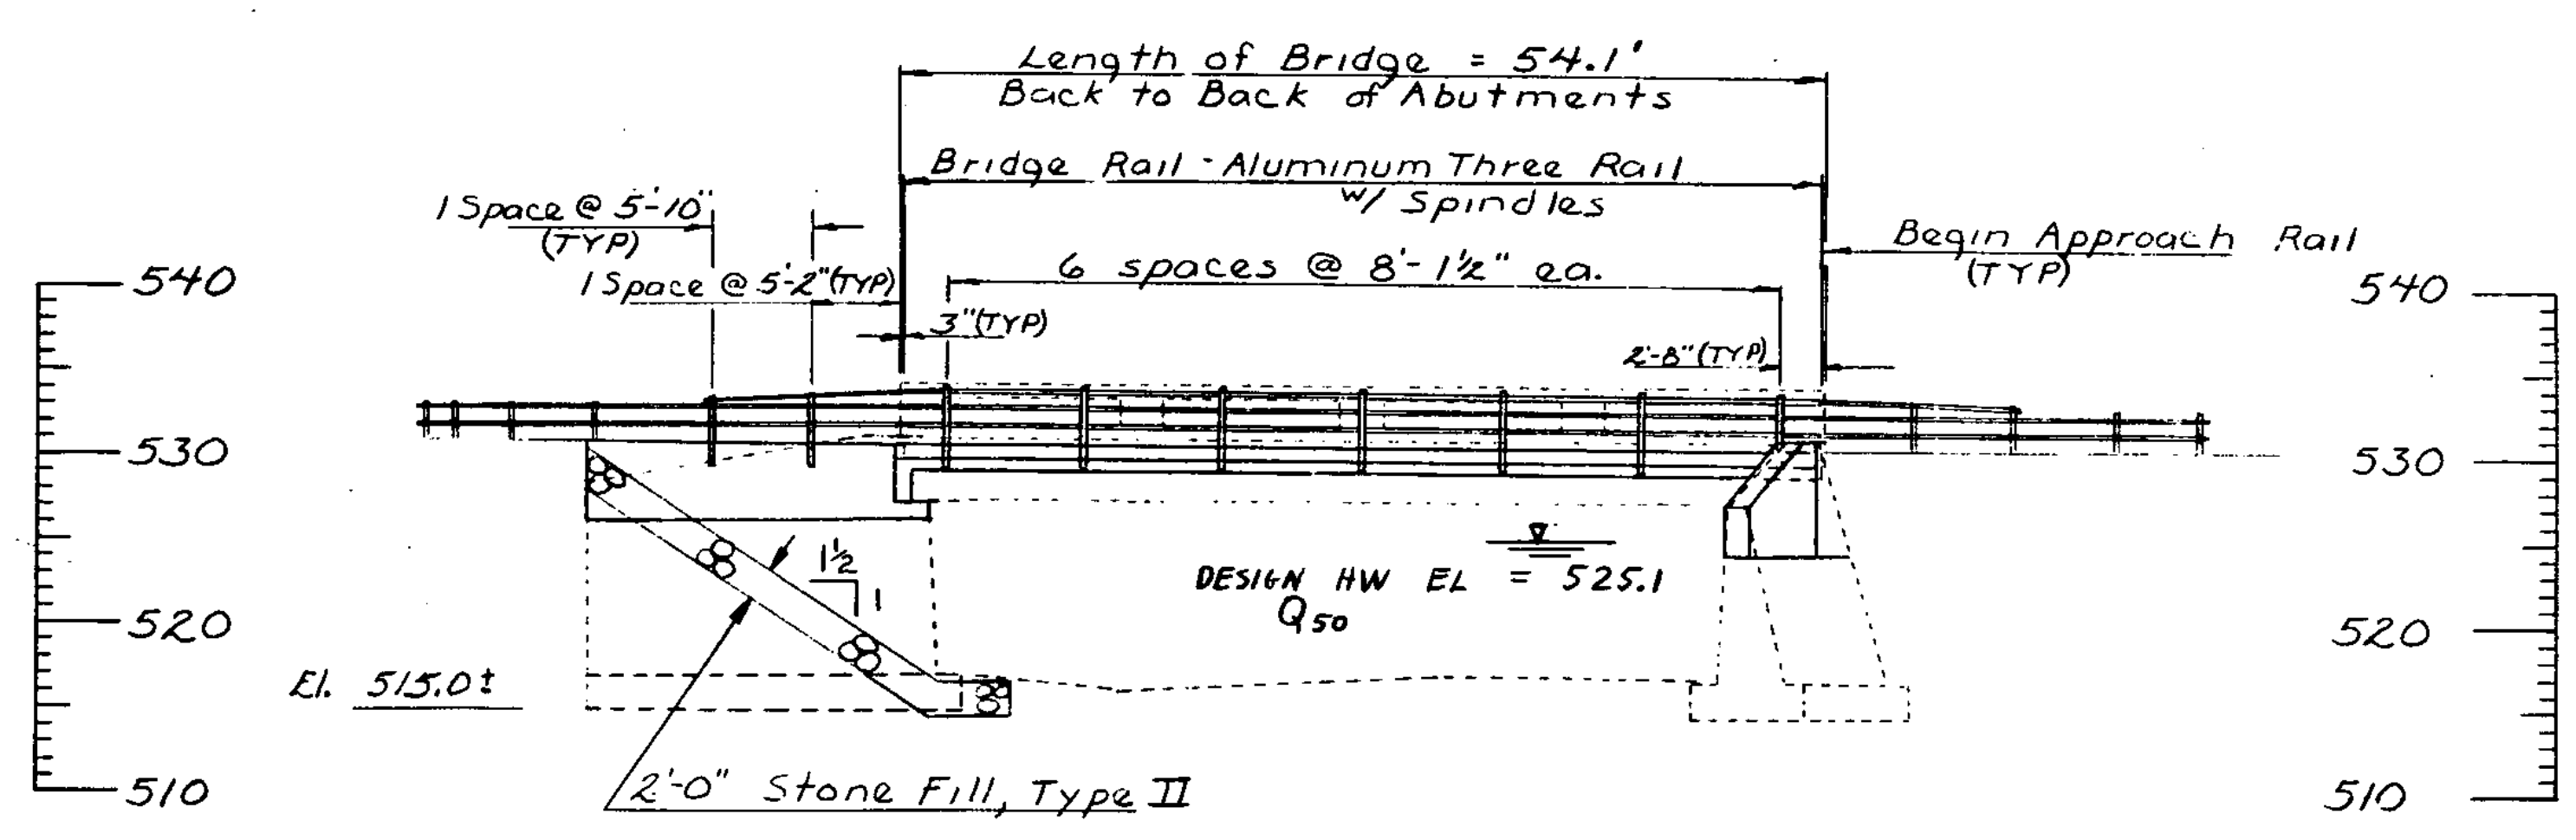 Length of Bridge = 54.1'
Back to Back of Abutments
Bridge Rail - Aluminum Three Rail
w/ Spindles
1 Space @ 5'-10"
(TYP)
Begin Approach Rail
(TYP)
6 spaces @ 8'-1½" ea.
1 Space @ 5'-2" (TYP)
540
540
3" (TYP)
2'-8" (TYP)
530
530
1½
1
DESIGN HW EL = 525.1
Q50
520
520
El. 515.0±
2'-0" Stone Fill, Type II
510
510